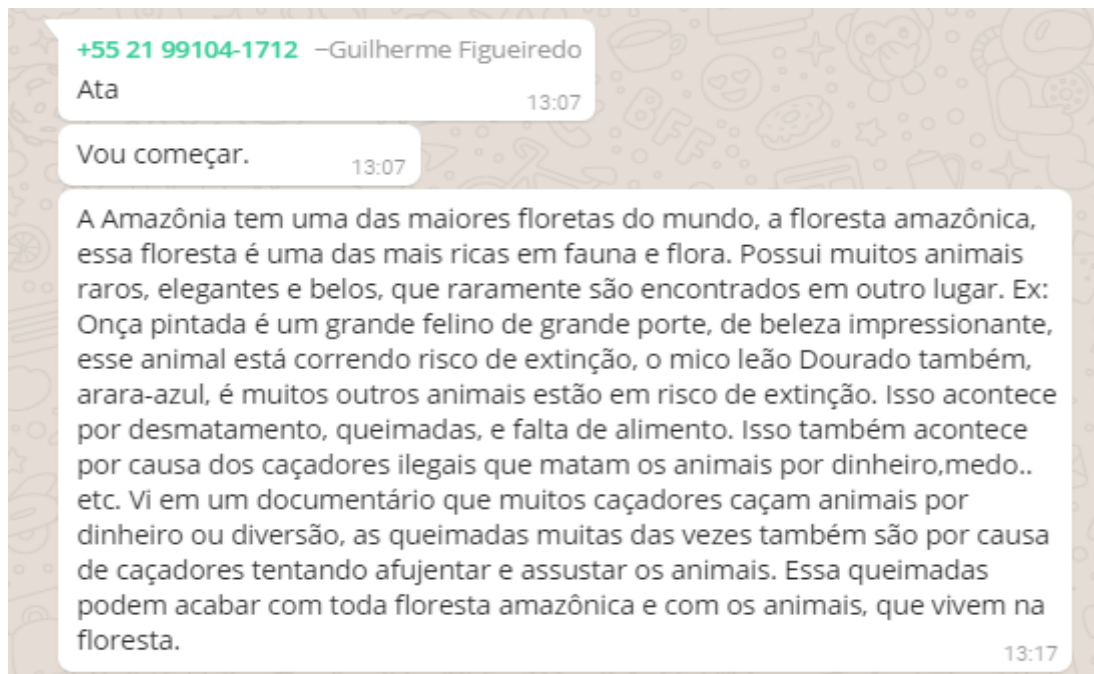 +55 21 99104-1712 ~Guilherme Figueiredo
Ata
13:07
Vou começar.
13:07
A Amazônia tem uma das maiores floretas do mundo, a floresta amazônica,
essa floresta é uma das mais ricas em fauna e flora. Possui muitos animais
raros, elegantes e belos, que raramente são encontrados em outro lugar. Ex:
Onça pintada é um grande felino de grande porte, de beleza impressionante,
esse animal está correndo risco de extinção, o mico leão Dourado também,
arara-azul, é muitos outros animais estão em risco de extinção. Isso acontece
por desmatamento, queimadas, e falta de alimento. Isso também acontece
por causa dos caçadores ilegais que matam os animais por dinheiro,medo..
etc. Vi em um documentário que muitos caçadores caçam animais por
dinheiro ou diversão, as queimadas muitas das vezes também são por causa
de caçadores tentando afujentar e assustar os animais. Essa queimadas
podem acabar com toda floresta amazônica e com os animais, que vivem na
floresta.
13:17